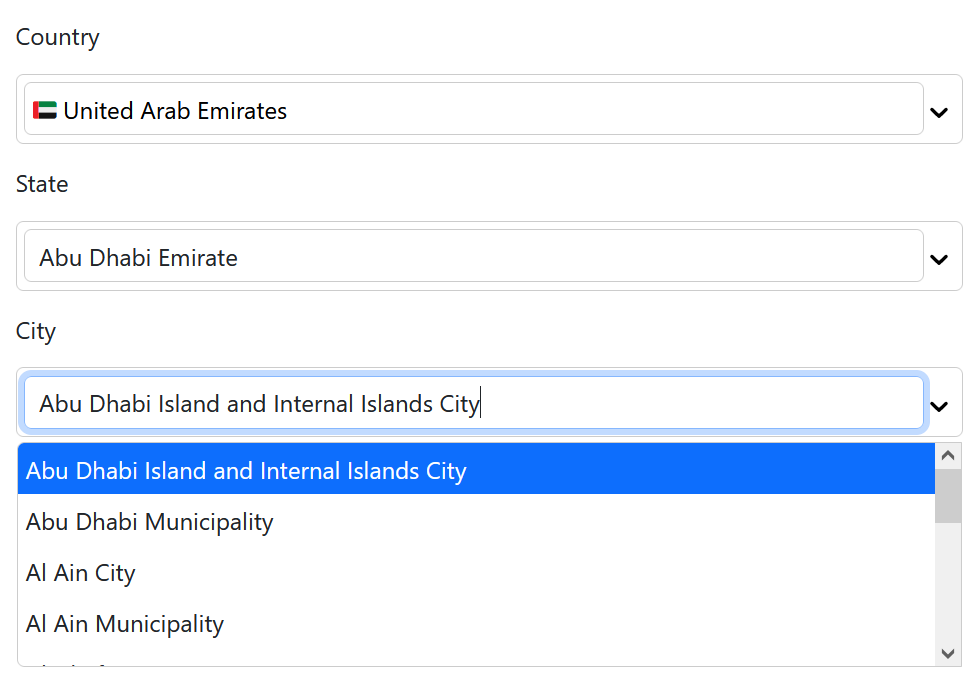 Country
United Arab Emirates
State
Abu Dhabi Emirate
City
Abu Dhabi Island and Internal Islands City
Abu Dhabi Island and Internal Islands City
Abu Dhabi Municipality
Al Ain City
Al Ain Municipality